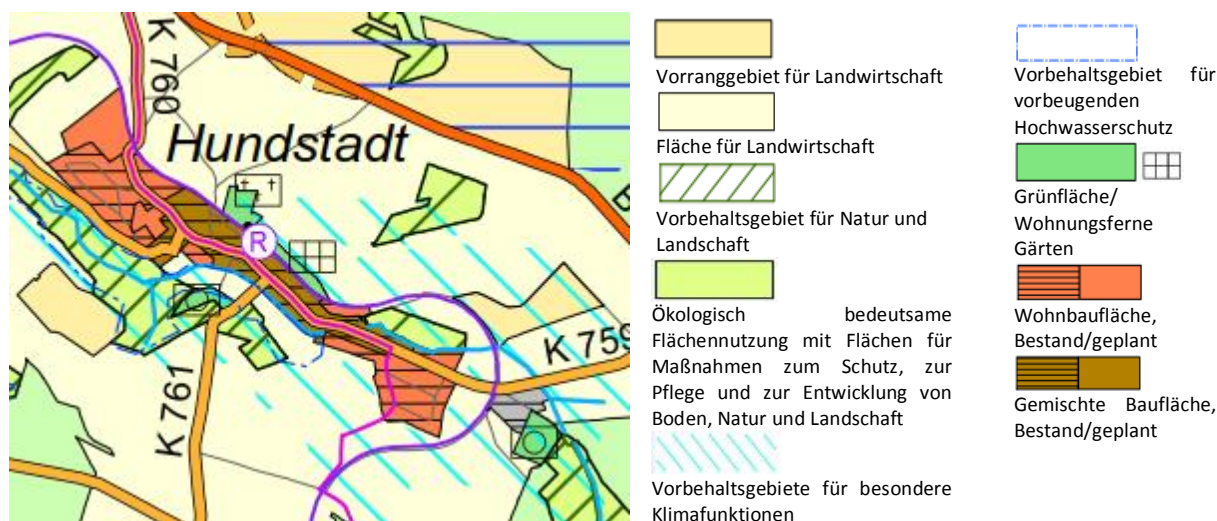 K 760
Hundstadt
R
K 759
K 761
Vorranggebiet für Landwirtschaft
Fläche für Landwirtschaft
Vorbehaltsgebiet für Natur und
Landschaft
Ökologisch bedeutsame
Flächennutzung mit Flächen für
Maßnahmen zum Schutz, zur
Pflege und zur Entwicklung von
Boden, Natur und Landschaft
Vorbehaltsgebiete für besondere
Klimafunktionen
Vorbehaltsgebiet für
vorbeugenden
Hochwasserschutz
Grünfläche/
Wohnungsferne
Gärten
Wohnbaufläche,
Bestand/geplant
Gemischte Baufläche,
Bestand/geplant